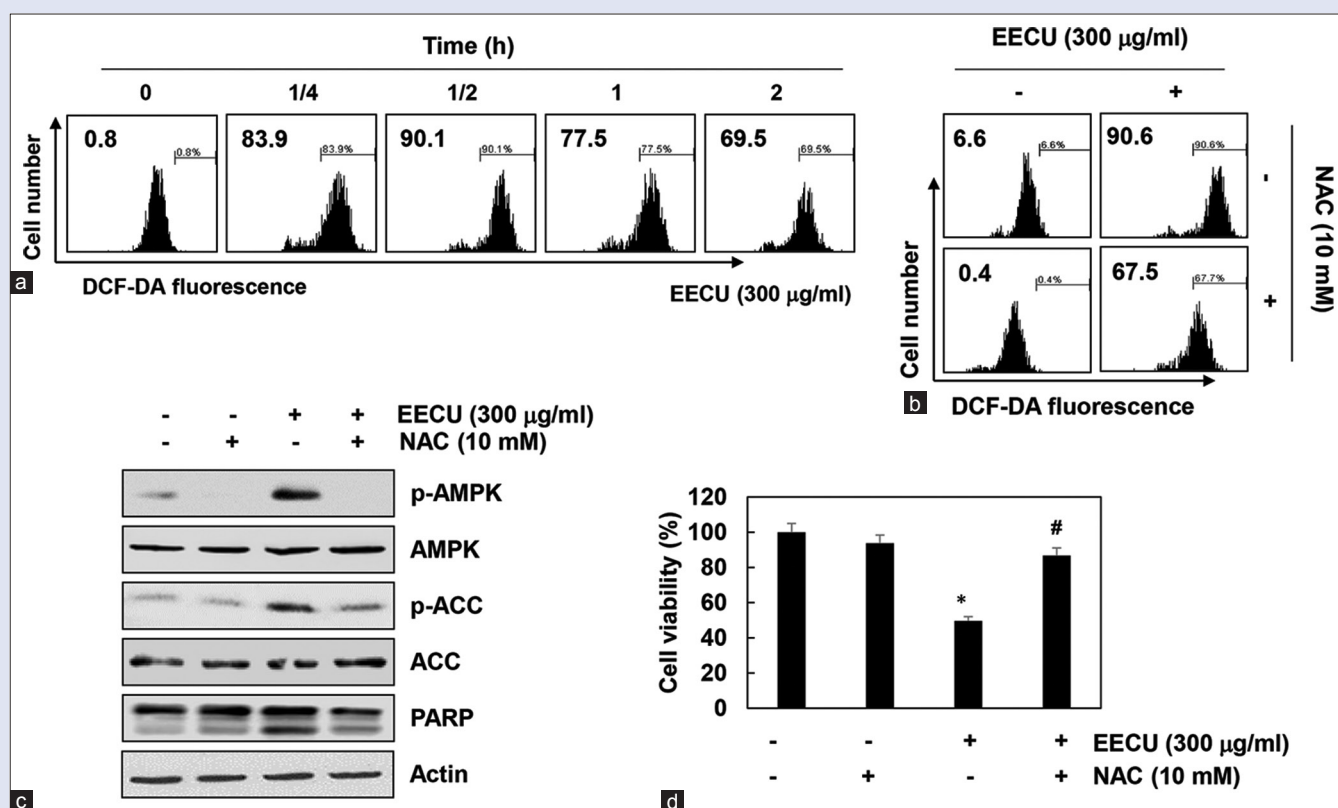 Time (h)
0 1/4 1/2 1 2
0.8 83.9 90.1 77.5 69.5
0.8% 83.9% 90.1% 77.5% 69.5%
Cell number
DCF-DA fluorescence
EECU (300 μg/ml)
a
EECU (300 μg/ml)
- +
6.6 90.6
6.6% 90.6%
-
0.4 67.5
0.4% 67.7%
+
NAC (10 mM)
Cell number
Cell number
DCF-DA fluorescence
b
- - + + EECU (300 μg/ml)
- + - + NAC (10 mM)
p-AMPK
AMPK
p-ACC
ACC
PARP
Actin
c
Cell viability (%)
120
100
80
60
40
20
0
*
#
- - + + EECU (300 μg/ml)
- + - + NAC (10 mM)
d